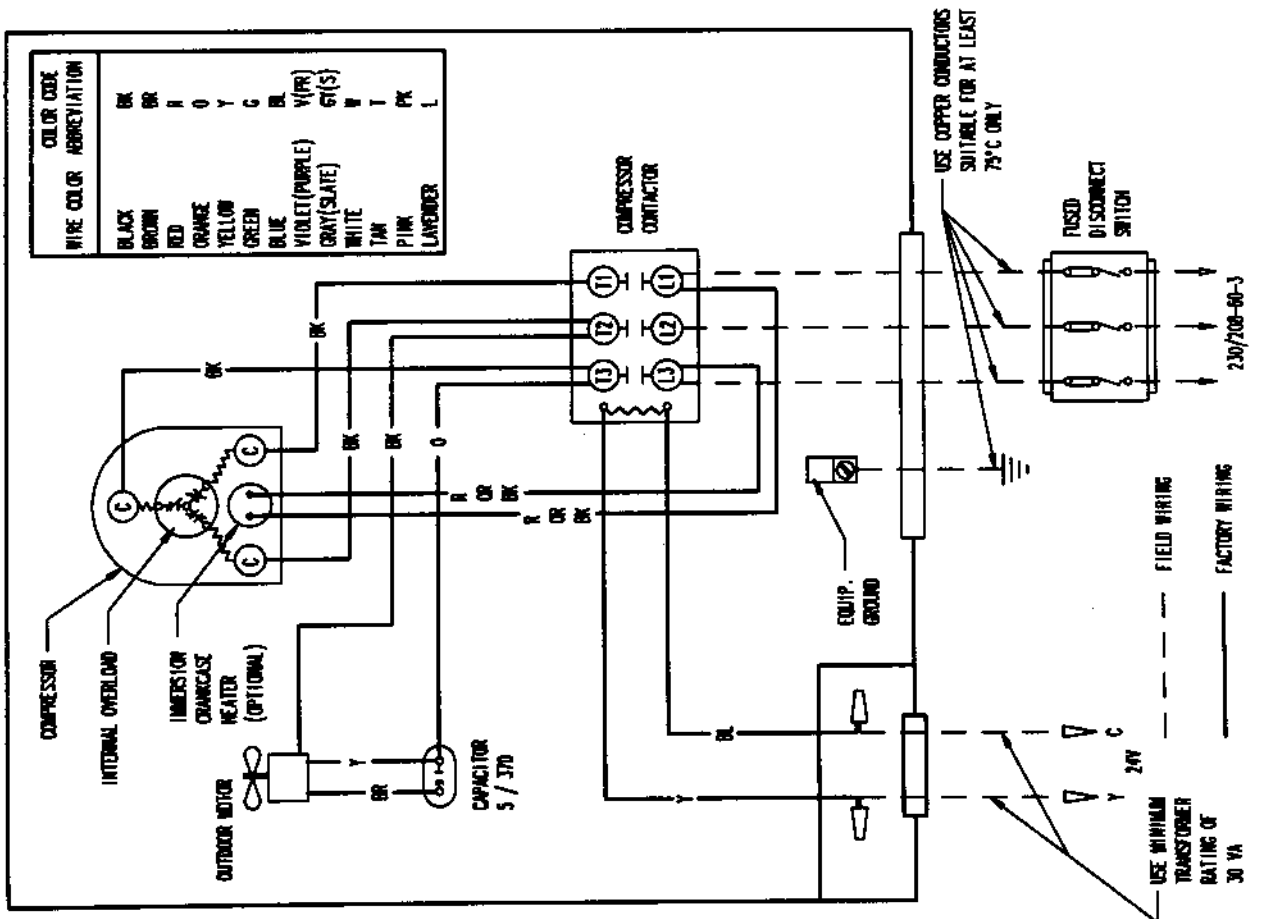 COLOR CODE
WIRE COLOR ABBREVIATION
BLACK BK
BROWN BR
RED R
ORANGE O
YELLOW Y
GREEN G
BLUE BL
VIOLET(PURPLE) V(PR)
GRAY(SLATE) GY(S)
WHITE W
TAN T
PINK PK
LAVENDER L
COMPRESSOR
INTERNAL OVERLOAD
IMMERSION
CRANKCASE
HEATER
(OPTIONAL)
C
C
C
BK
BK
BK
BK
O
R OR BK
R OR BK
OUTDOOR MOTOR
Y
BR
CAPACITOR
5 / 370
COMPRESSOR
CONTACTOR
T3
T2
T1
L3
L2
L1
Y
BL
EQUIP.
GROUND
USE COPPER CONDUCTORS
SUITABLE FOR AT LEAST
75°C ONLY
FUSED
DISCONNECT
SWITCH
230/208-60-3
Y
C
24V
USE MINIMUM
TRANSFORMER
RATING OF
30 VA
FIELD WIRING
FACTORY WIRING